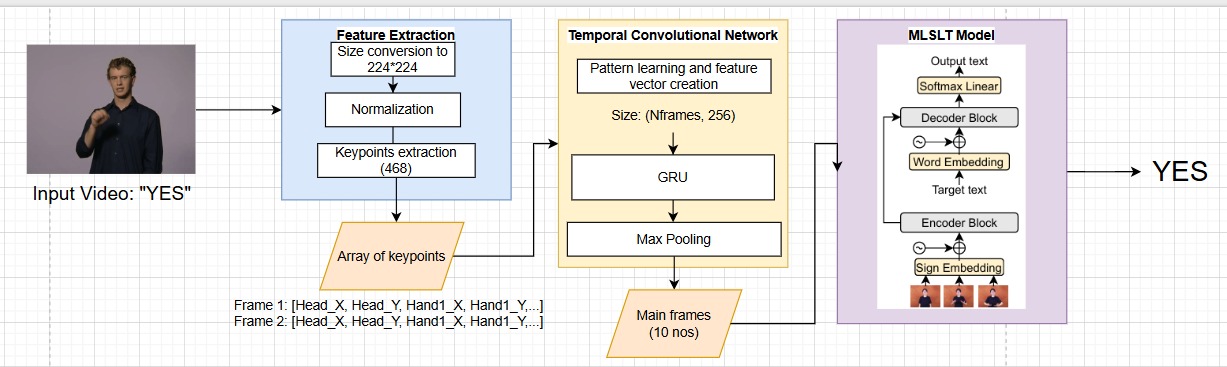 Input Video: "YES"
Feature Extraction
Size conversion to
224*224
Normalization
Keypoints extraction
(468)
Array of keypoints
Frame 1: [Head_X, Head_Y, Hand1_X, Hand1_Y,...]
Frame 2: [Head_X, Head_Y, Hand1_X, Hand1_Y,...]
Temporal Convolutional Network
Pattern learning and feature
vector creation
Size: (Nframes, 256)
GRU
Max Pooling
Main frames
(10 nos)
MLSLT Model
Output text
Softmax Linear
Decoder Block
Word Embedding
Target text
Encoder Block
Sign Embedding
YES